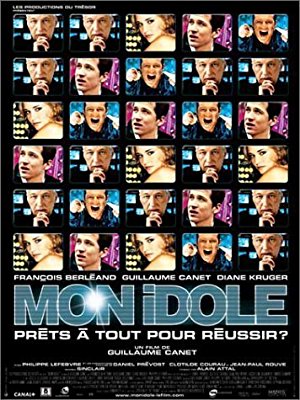 LES PRODUCTIONS DU TRÉSOR
FRANÇOIS BERLÉAND GUILLAUME CANET DIANE KRUGER
MON iDOLE
PRÊTS À TOUT POUR RÉUSSIR?
UN FILM DE
GUILLAUME CANET
PHILIPPE LEFEBVRE DANIEL PRÉVOST CLOTILDE COURAU JEAN-PAUL ROUVE
SINCLAIR ALAIN ATTAL
CANAL+
www.monidole-lefilm.com